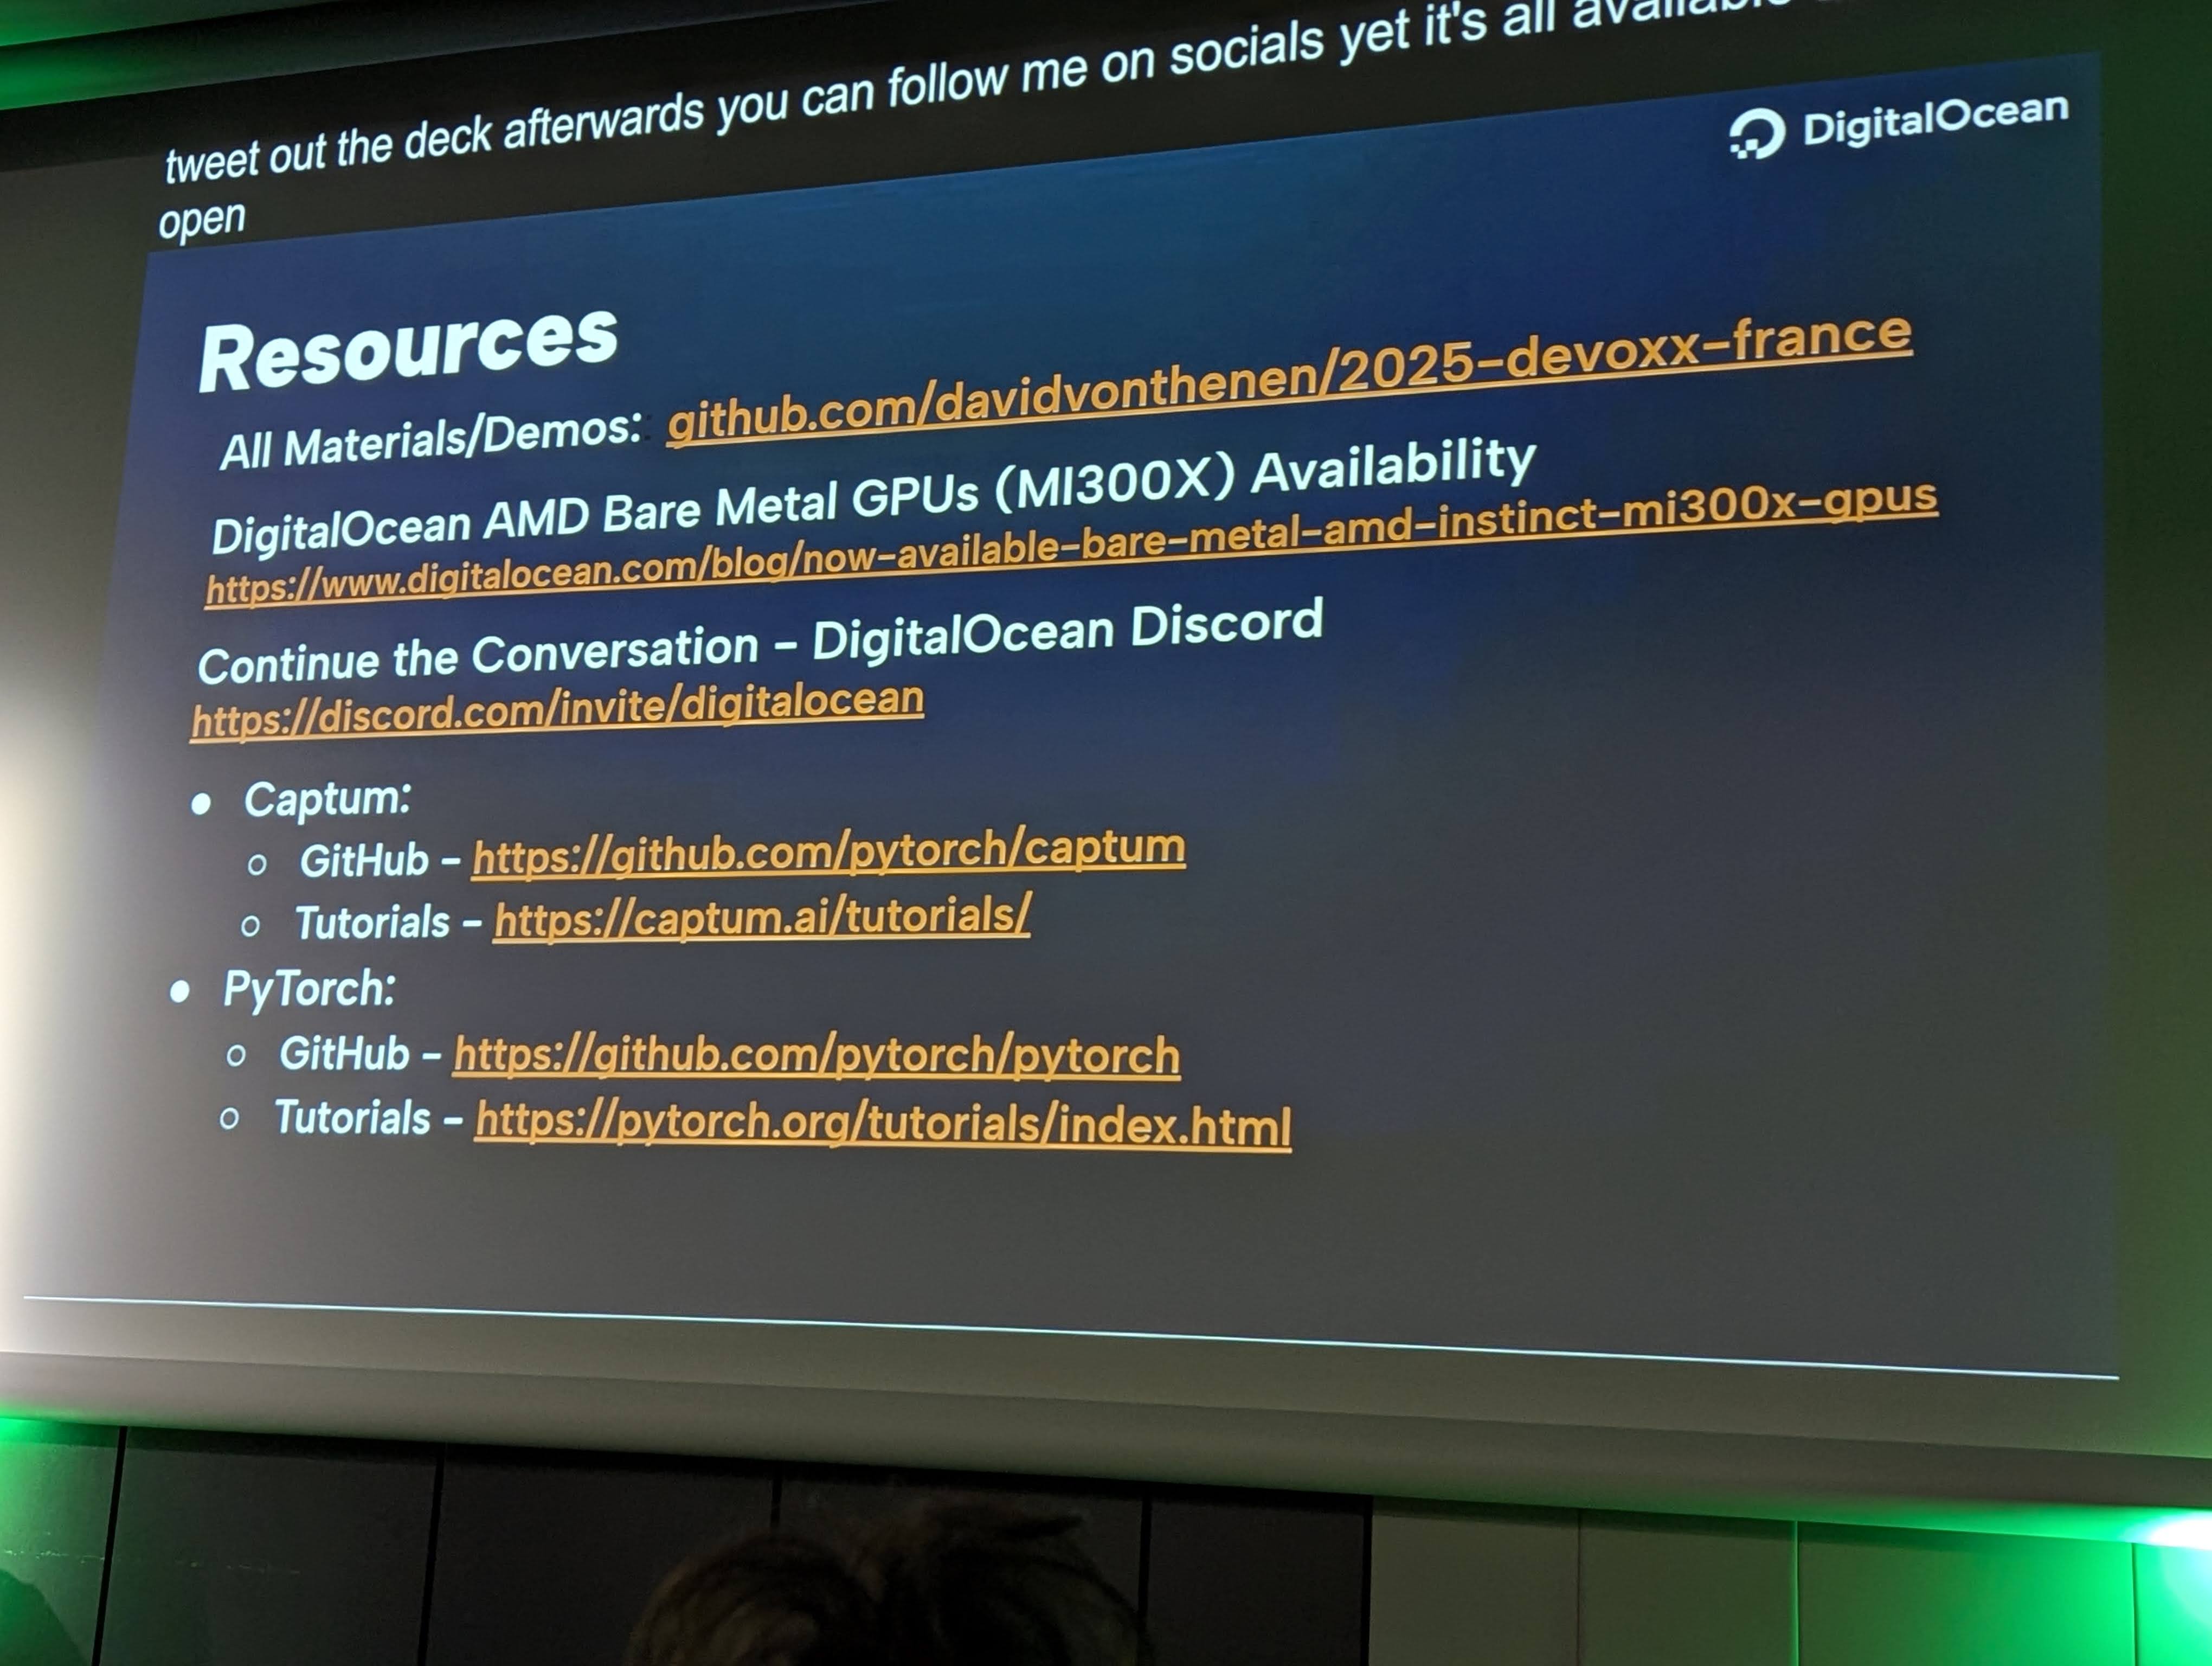 tweet out the deck afterwards you can follow me on socials yet it's all available
open
DigitalOcean
Resources
All Materials/Demos: github.com/davidvonthenen/2025-devoxx-france
DigitalOcean AMD Bare Metal GPUs (MI300X) Availability
https://www.digitalocean.com/blog/now-available-bare-metal-amd-instinct-mi300x-gpus
Continue the Conversation – DigitalOcean Discord
https://discord.com/invite/digitalocean
● Captum:
○ GitHub – https://github.com/pytorch/captum
○ Tutorials – https://captum.ai/tutorials/
● PyTorch:
○ GitHub – https://github.com/pytorch/pytorch
○ Tutorials – https://pytorch.org/tutorials/index.html